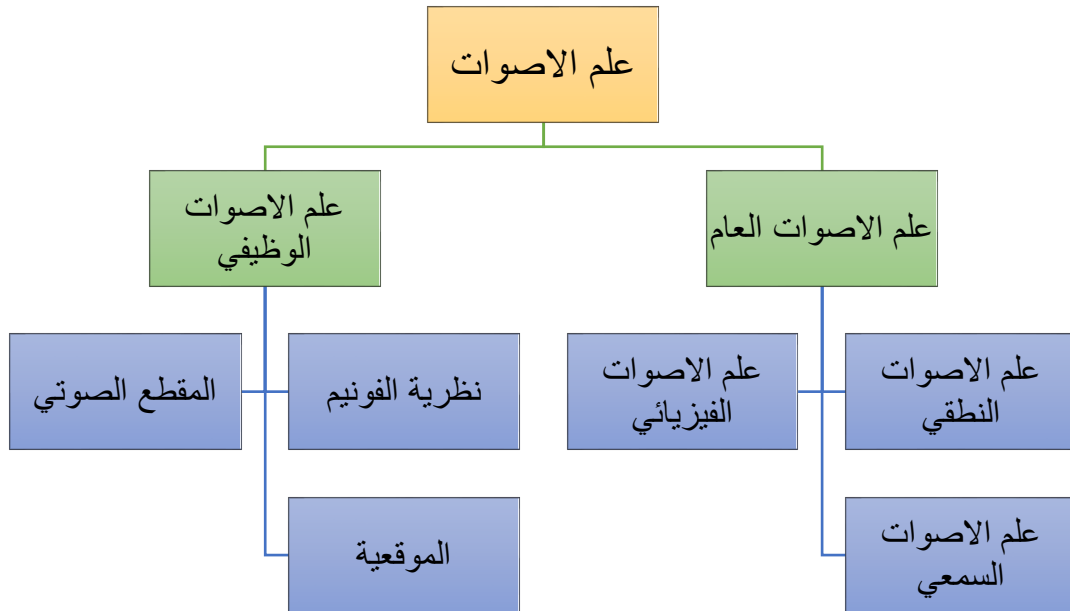 علم الاصوات
علم الاصوات العام
علم الاصوات
الوظيفي
علم الاصوات
النطقي
علم الاصوات
الفيزيائي
نظرية الفونيم
المقطع الصوتي
علم الاصوات
السمعي
الموقعية